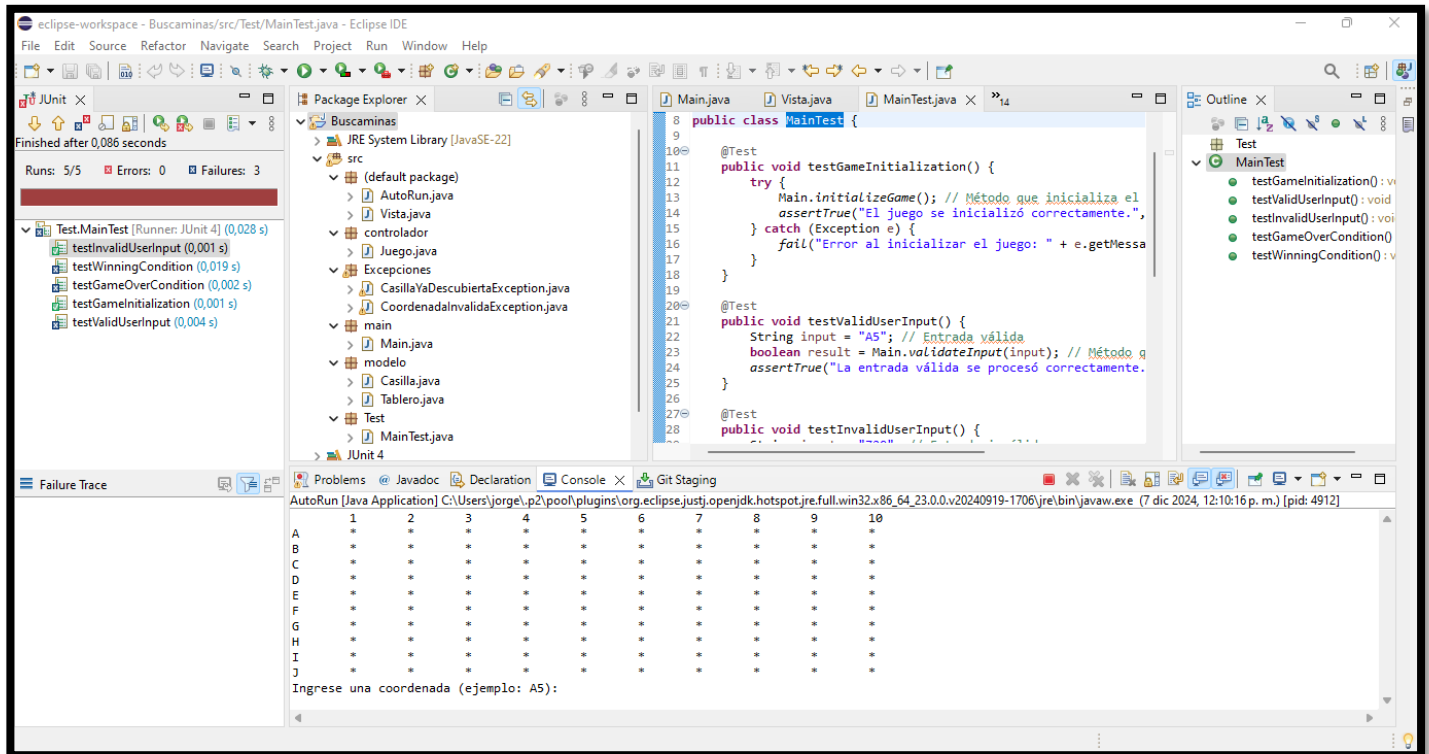 eclipse-workspace - Buscaminas/src/Test/MainTest.java - Eclipse IDE
File Edit Source Refactor Navigate Search Project Run Window Help
JUnit
Finished after 0,086 seconds
Runs: 5/5 Errors: 0 Failures: 3
Test.MainTest [Runner: JUnit 4] (0,028 s)
testInvalidUserInput (0,001 s)
testWinningCondition (0,019 s)
testGameOverCondition (0,002 s)
testGameInitialization (0,001 s)
testValidUserInput (0,004 s)
Failure Trace
Package Explorer
Buscaminas
JRE System Library [JavaSE-22]
src
(default package)
AutoRun.java
Vista.java
controlador
Juego.java
Excepciones
CasillaYaDescubiertaException.java
CoordenadaInvalidaException.java
main
Main.java
modelo
Casilla.java
Tablero.java
Test
MainTest.java
JUnit 4
Main.java Vista.java MainTest.java »14
8 public class MainTest {
9
10 @Test
11 public void testGameInitialization() {
12 try {
13 Main.initializeGame(); // Método que inicializa el
14 assertTrue("El juego se inicializó correctamente.",
15 } catch (Exception e) {
16 fail("Error al inicializar el juego: " + e.getMessa
17 }
18 }
19
20 @Test
21 public void testValidUserInput() {
22 String input = "A5"; // Entrada válida
23 boolean result = Main.validateInput(input); // Método q
24 assertTrue("La entrada válida se procesó correctamente.
25 }
26
27 @Test
28 public void testInvalidUserInput() {
Outline
Test
MainTest
testGameInitialization() : v
testValidUserInput() : void
testInvalidUserInput() : voi
testGameOverCondition()
testWinningCondition() : v
Problems @ Javadoc Declaration Console Git Staging
AutoRun [Java Application] C:\Users\jorge\.p2\pool\plugins\org.eclipse.justj.openjdk.hotspot.jre.full.win32.x86_64_23.0.0.v20240919-1706\jre\bin\javaw.exe (7 dic 2024, 12:10:16 p. m.) [pid: 4912]
1 2 3 4 5 6 7 8 9 10
A * * * * * * * * * *
B * * * * * * * * * *
C * * * * * * * * * *
D * * * * * * * * * *
E * * * * * * * * * *
F * * * * * * * * * *
G * * * * * * * * * *
H * * * * * * * * * *
I * * * * * * * * * *
J * * * * * * * * * *
Ingrese una coordenada (ejemplo: A5):